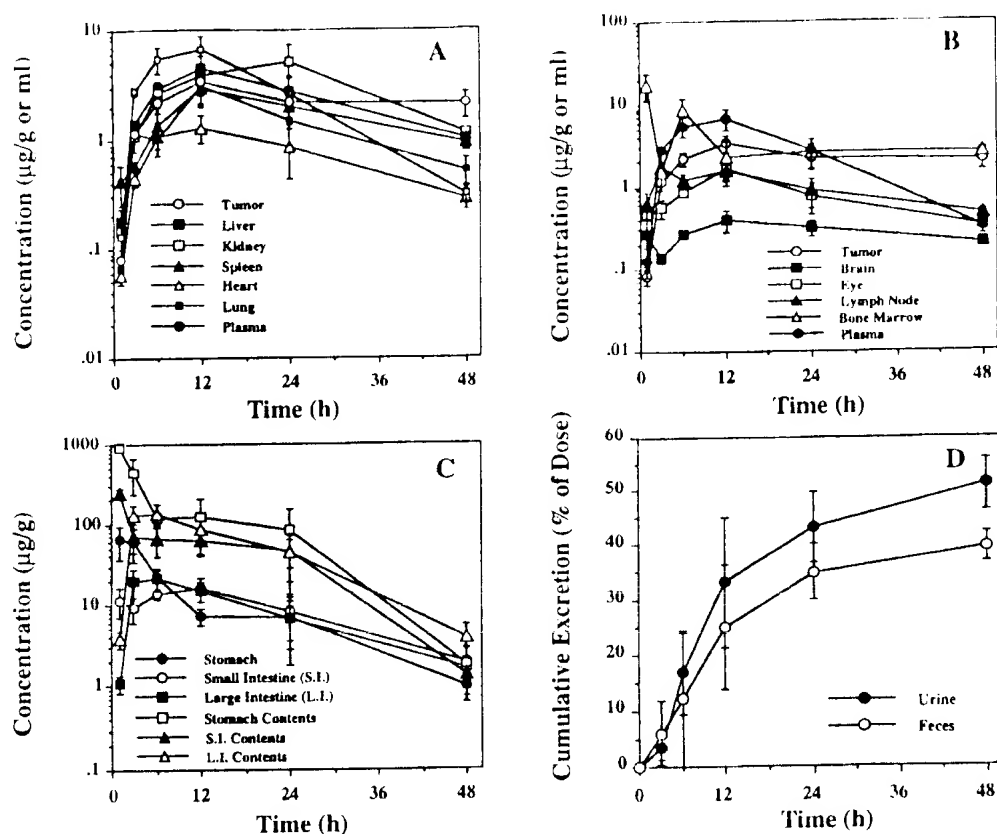 A
Concentration (µg/g or ml)
10
1
.1
.01
Tumor
Liver
Kidney
Spleen
Heart
Lung
Plasma
0 12 24 36 48
Time (h)
B
Concentration (µg/g or ml)
100
10
1
.1
.01
Tumor
Brain
Eye
Lymph Node
Bone Marrow
Plasma
0 12 24 36 48
Time (h)
C
Concentration (µg/g)
1000
100
10
1
.1
Stomach
Small Intestine (S.I.)
Large Intestine (L.I.)
Stomach Contents
S.I. Contents
L.I. Contents
0 12 24 36 48
Time (h)
D
Cumulative Excretion (% of Dose)
60
50
40
30
20
10
0
Urine
Feces
0 12 24 36 48
Time (h)